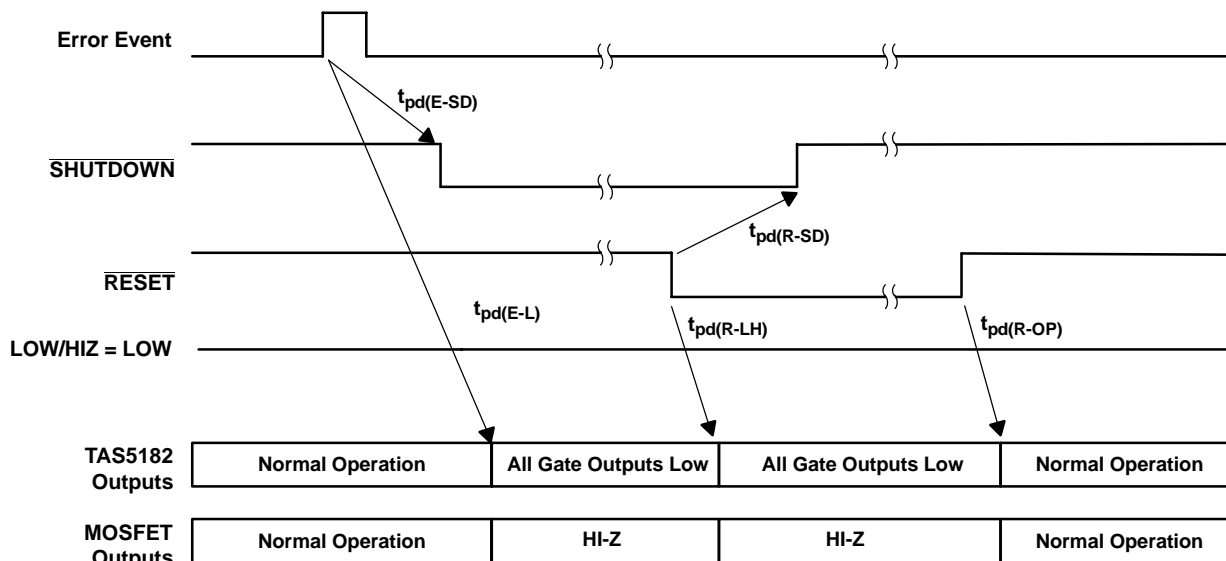 Error Event
tpd(E-SD)
SHUTDOWN
tpd(R-SD)
RESET
tpd(E-L)
tpd(R-LH)
tpd(R-OP)
LOW/HIZ = LOW
TAS5182
Outputs
Normal Operation
All Gate Outputs Low
All Gate Outputs Low
Normal Operation
MOSFET
Outputs
Normal Operation
HI-Z
HI-Z
Normal Operation